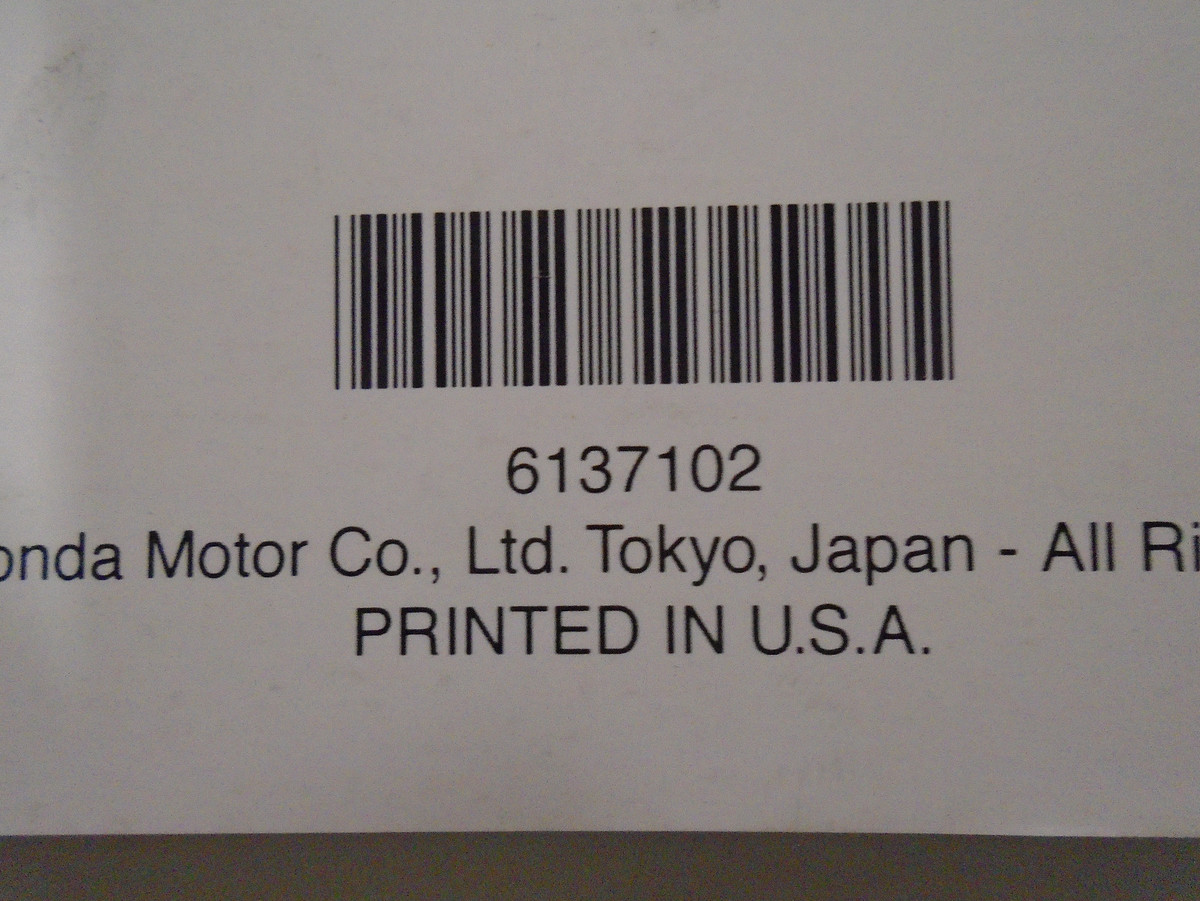 6137102
onda Motor Co., Ltd. Tokyo, Japan - All Ri
PRINTED IN U.S.A.